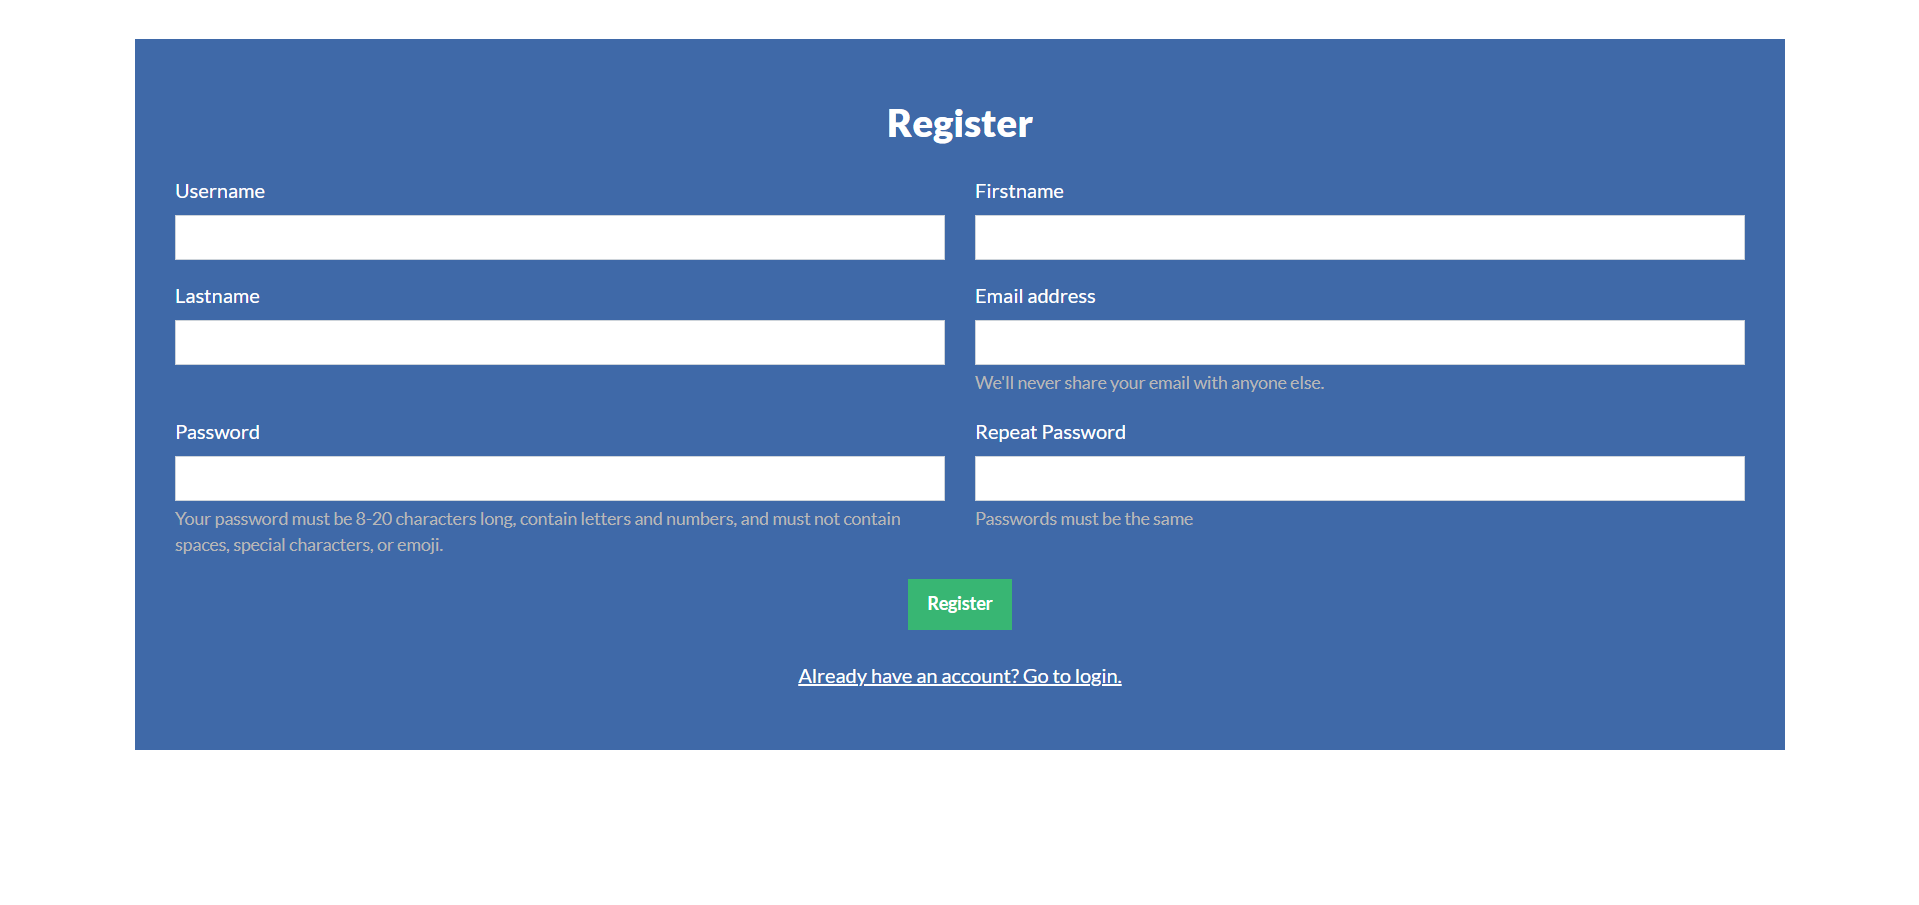 Register
Username
Firstname
Lastname
Email address
We'll never share your email with anyone else.
Password
Repeat Password
Your password must be 8-20 characters long, contain letters and numbers, and must not contain
spaces, special characters, or emoji.
Passwords must be the same
Register
Already have an account? Go to login.